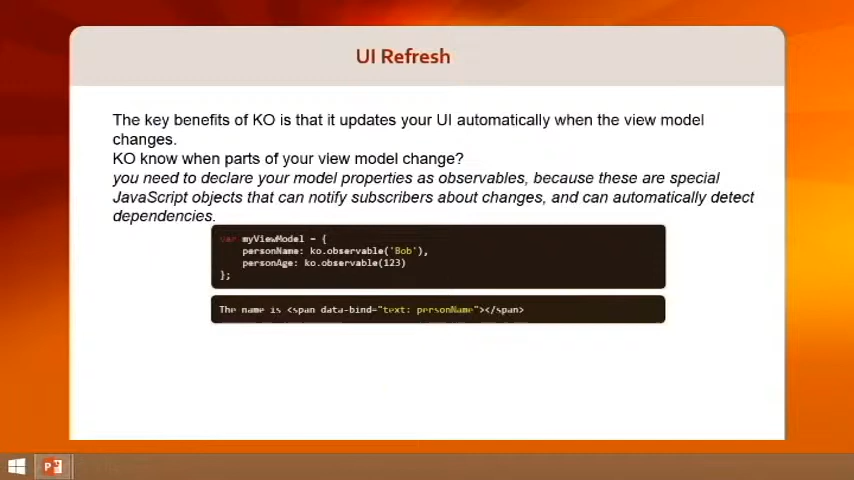 UI Refresh
The key benefits of KO is that it updates your UI automatically when the view model
changes.
KO know when parts of your view model change?
you need to declare your model properties as observables, because these are special
JavaScript objects that can notify subscribers about changes, and can automatically detect
dependencies.
var myViewModel = {
personName: ko.observable('Bob'),
personAge: ko.observable(123)
};
The name is <span data-bind="text: personName"></span>